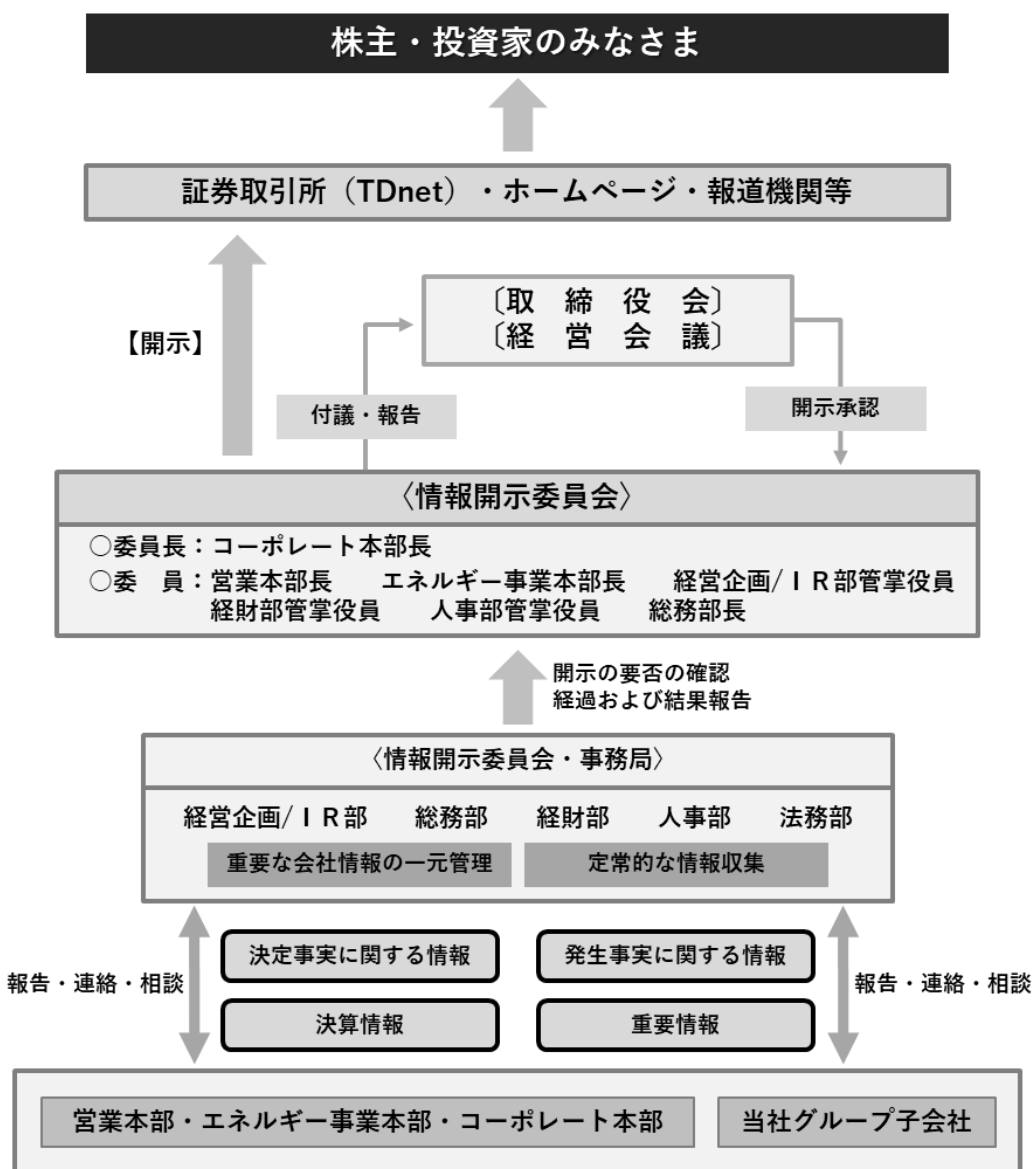 株主・投資家のみなさま
証券取引所（TDnet）・ホームページ・報道機関等
〔取　締　役　会〕
〔経　営　会　議〕
【開示】
付議・報告
開示承認
〈情報開示委員会〉
○委員長：コーポレート本部長
○委　員：営業本部長　　エネルギー事業本部長　　経営企画/ＩＲ部管掌役員
経財部管掌役員　　人事部管掌役員　　総務部長
開示の要否の確認
経過および結果報告
〈情報開示委員会・事務局〉
経営企画/ＩＲ部　　総務部　　経財部　　人事部　　法務部
重要な会社情報の一元管理　　定常的な情報収集
決定事実に関する情報　　発生事実に関する情報
報告・連絡・相談　　報告・連絡・相談
決算情報　　重要情報
営業本部・エネルギー事業本部・コーポレート本部　　当社グループ子会社